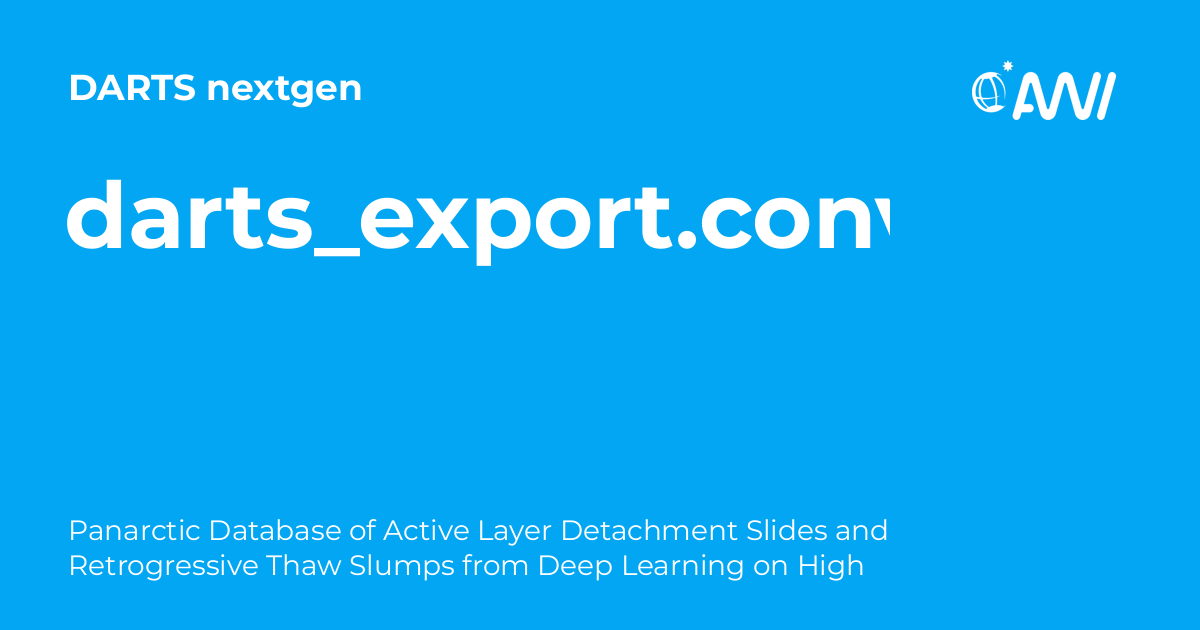 DARTS nextgen
AWI
darts_export.conv
Panarctic Database of Active Layer Detachment Slides and
Retrogressive Thaw Slumps from Deep Learning on High